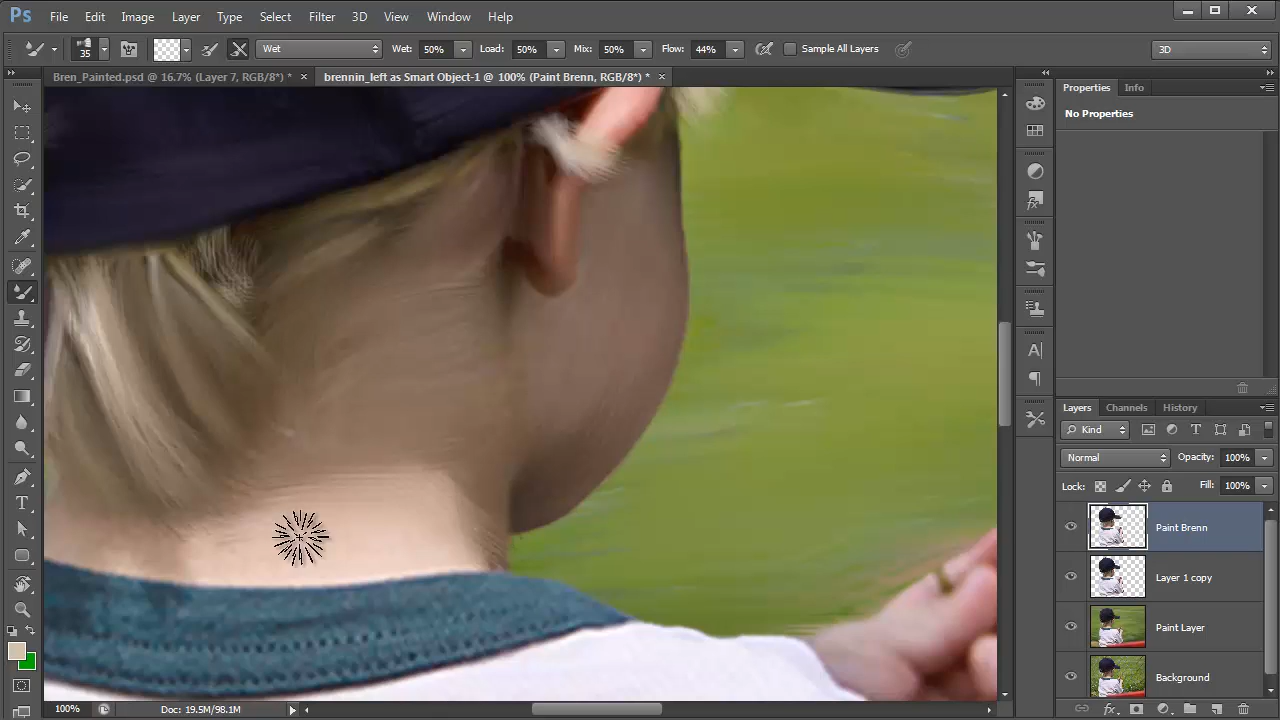 Ps File Edit Image Layer Type Select Filter 3D View Window Help
35 Wet Wet: 50% Load: 50% Mix: 50% Flow: 44% Sample All Layers 3D
Bren_Painted.psd @ 16.7% (Layer 7, RGB/8*) * × brennin_left as Smart Object-1 @ 100% (Paint Brenn, RGB/8*) * ×
Properties Info
No Properties
Layers Channels History
Kind
Normal Opacity: 100%
Lock: Fill: 100%
Paint Brenn
Layer 1 copy
Paint Layer
Background
100% Doc: 19.5M/98.1M